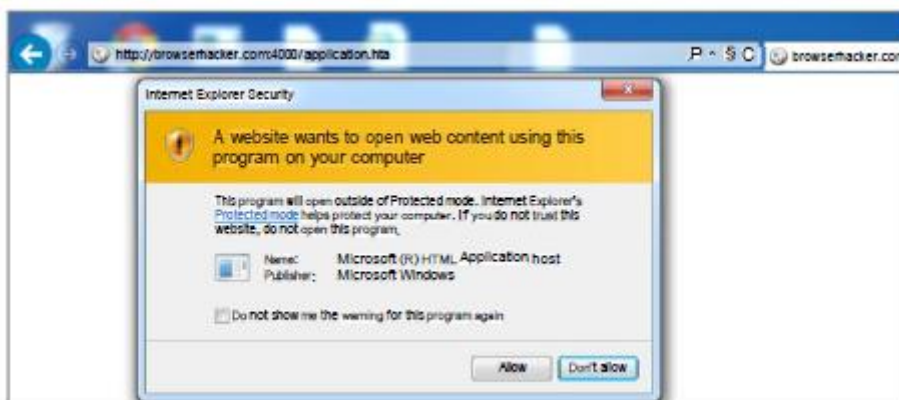 http://browserhacker.com:4000/application.hta
browserhacker.con
Internet Explorer Security
A website wants to open web content using this
program on your computer
This program will open outside of Protected mode. Internet Explorer's
Protected mode helps protect your computer. If you do not trust this
website, do not open this program.
Name: Microsoft (R) HTML Application host
Publisher: Microsoft Windows
Do not show me the warning for this program again
Allow Don't allow